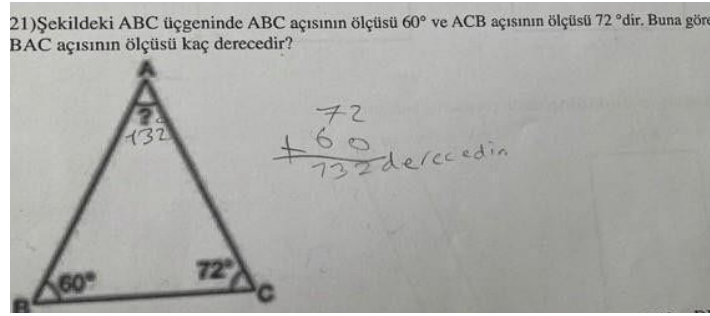 21)Şekildeki ABC üçgeninde ABC açısının ölçüsü 60° ve ACB açısının ölçüsü 72 °dir. Buna göre
BAC açısının ölçüsü kaç derecedir?
A
?
132
72
+ 60
132 derecedir
60°
72°
B
C